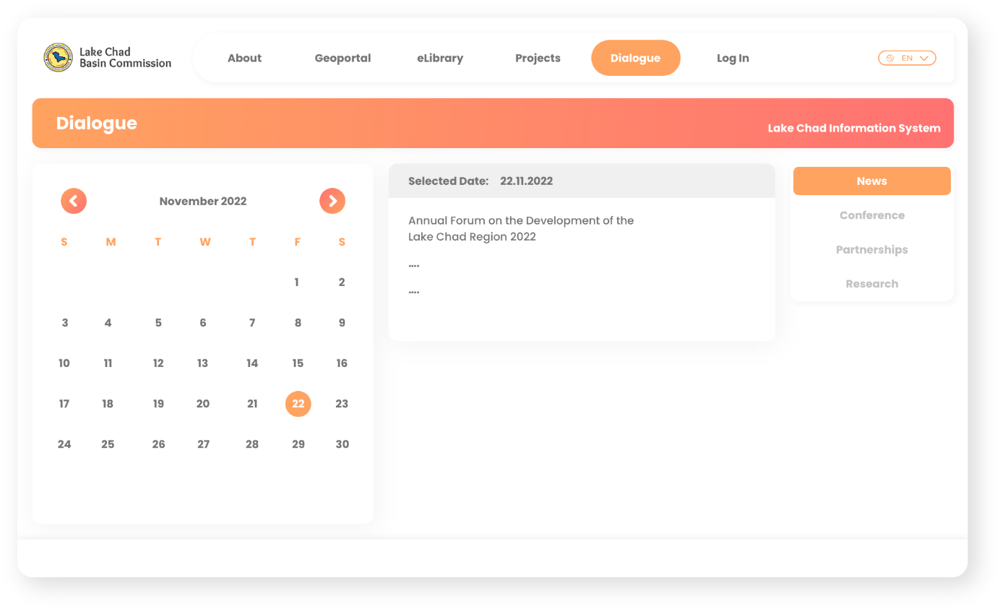 Lake Chad
Basin Commission
About Geoportal eLibrary Projects Dialogue Log In EN
Dialogue
Lake Chad Information System
November 2022
S M T W T F S
1 2
3 4 5 6 7 8 9
10 11 12 13 14 15 16
17 18 19 20 21 22 23
24 25 26 27 28 29 30
Selected Date: 22.11.2022
Annual Forum on the Development of the
Lake Chad Region 2022
....
....
News
Conference
Partnerships
Research